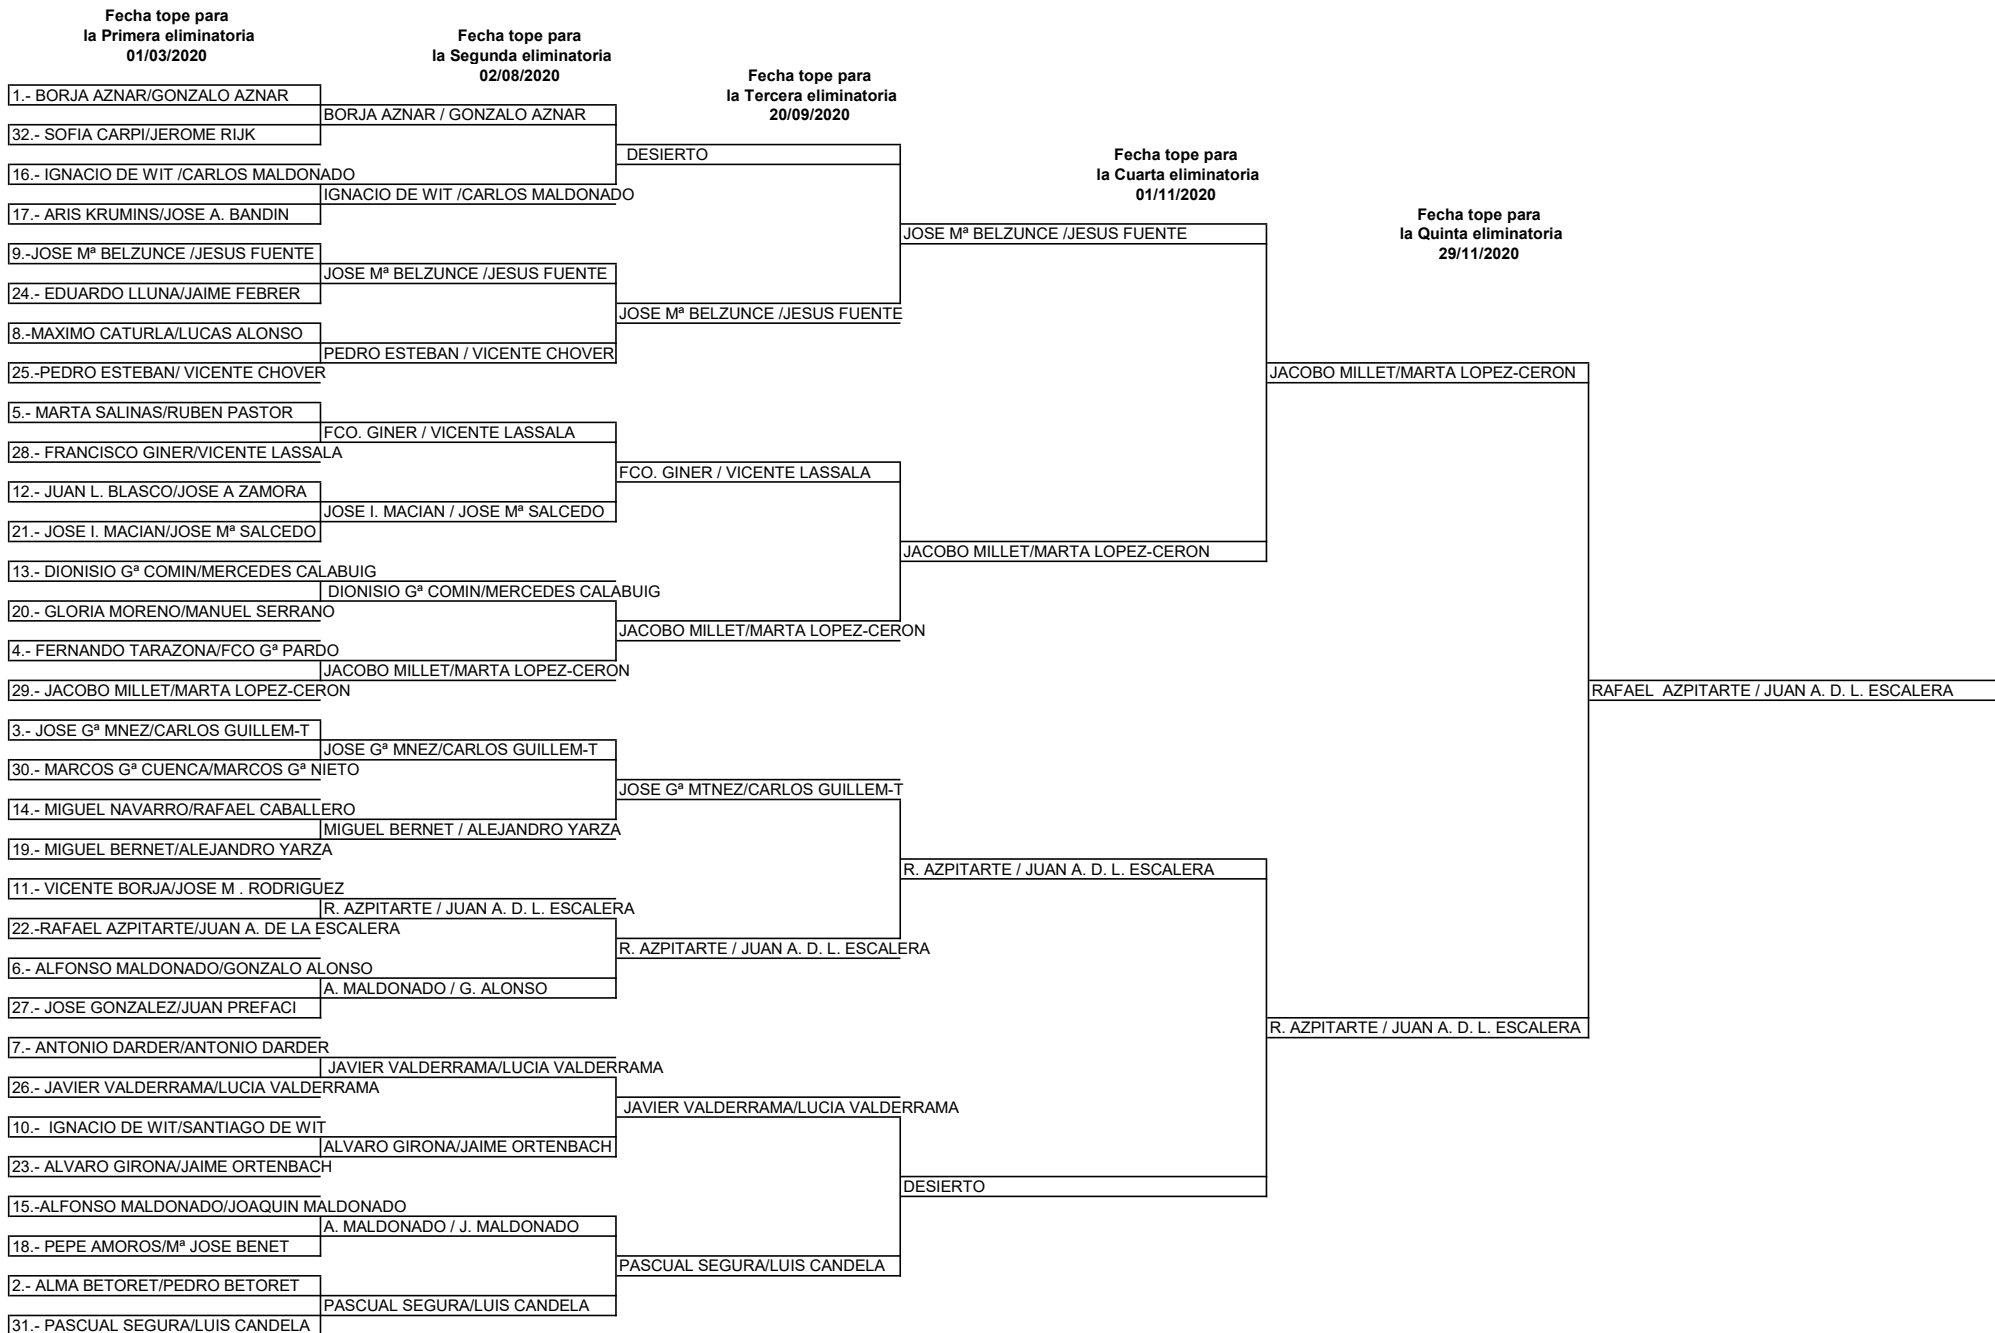 Fecha tope para
la Primera eliminatoria
01/03/2020
Fecha tope para
la Segunda eliminatoria
02/08/2020
Fecha tope para
la Tercera eliminatoria
20/09/2020
Fecha tope para
la Cuarta eliminatoria
01/11/2020
Fecha tope para
la Quinta eliminatoria
29/11/2020
1.- BORJA AZNAR/GONZALO AZNAR
32.- SOFIA CARPI/JEROME RIJK
16.- IGNACIO DE WIT /CARLOS MALDONADO
17.- ARIS KRUMINS/JOSE A. BANDIN
9.-JOSE Mª BELZUNCE /JESUS FUENTE
24.- EDUARDO LLUNA/JAIME FEBRER
8.-MAXIMO CATURLA/LUCAS ALONSO
25.-PEDRO ESTEBAN/ VICENTE CHOVER
5.- MARTA SALINAS/RUBEN PASTOR
28.- FRANCISCO GINER/VICENTE LASSALA
12.- JUAN L. BLASCO/JOSE A ZAMORA
21.- JOSE I. MACIAN/JOSE Mª SALCEDO
13.- DIONISIO Gª COMIN/MERCEDES CALABUIG
20.- GLORIA MORENO/MANUEL SERRANO
4.- FERNANDO TARAZONA/FCO Gª PARDO
29.- JACOBO MILLET/MARTA LOPEZ-CERON
3.- JOSE Gª MNEZ/CARLOS GUILLEM-T
30.- MARCOS Gª CUENCA/MARCOS Gª NIETO
14.- MIGUEL NAVARRO/RAFAEL CABALLERO
19.- MIGUEL BERNET/ALEJANDRO YARZA
11.- VICENTE BORJA/JOSE M . RODRIGUEZ
22.-RAFAEL AZPITARTE/JUAN A. DE LA ESCALERA
6.- ALFONSO MALDONADO/GONZALO ALONSO
27.- JOSE GONZALEZ/JUAN PREFACI
7.- ANTONIO DARDER/ANTONIO DARDER
26.- JAVIER VALDERRAMA/LUCIA VALDERRAMA
10.- IGNACIO DE WIT/SANTIAGO DE WIT
23.- ALVARO GIRONA/JAIME ORTENBACH
15.-ALFONSO MALDONADO/JOAQUIN MALDONADO
18.- PEPE AMOROS/Mª JOSE BENET
2.- ALMA BETORET/PEDRO BETORET
31.- PASCUAL SEGURA/LUIS CANDELA
BORJA AZNAR / GONZALO AZNAR
IGNACIO DE WIT /CARLOS MALDONADO
JOSE Mª BELZUNCE /JESUS FUENTE
PEDRO ESTEBAN / VICENTE CHOVER
FCO. GINER / VICENTE LASSALA
JOSE I. MACIAN / JOSE Mª SALCEDO
DIONISIO Gª COMIN/MERCEDES CALABUIG
JACOBO MILLET/MARTA LOPEZ-CERON
JOSE Gª MNEZ/CARLOS GUILLEM-T
MIGUEL BERNET / ALEJANDRO YARZA
R. AZPITARTE / JUAN A. D. L. ESCALERA
A. MALDONADO / G. ALONSO
JAVIER VALDERRAMA/LUCIA VALDERRAMA
ALVARO GIRONA/JAIME ORTENBACH
A. MALDONADO / J. MALDONADO
PASCUAL SEGURA/LUIS CANDELA
DESIERTO
JOSE Mª BELZUNCE /JESUS FUENTE
FCO. GINER / VICENTE LASSALA
JACOBO MILLET/MARTA LOPEZ-CERON
JOSE Gª MTNEZ/CARLOS GUILLEM-T
R. AZPITARTE / JUAN A. D. L. ESCALERA
JAVIER VALDERRAMA/LUCIA VALDERRAMA
PASCUAL SEGURA/LUIS CANDELA
JOSE Mª BELZUNCE /JESUS FUENTE
JACOBO MILLET/MARTA LOPEZ-CERON
R. AZPITARTE / JUAN A. D. L. ESCALERA
DESIERTO
JACOBO MILLET/MARTA LOPEZ-CERON
R. AZPITARTE / JUAN A. D. L. ESCALERA
RAFAEL AZPITARTE / JUAN A. D. L. ESCALERA